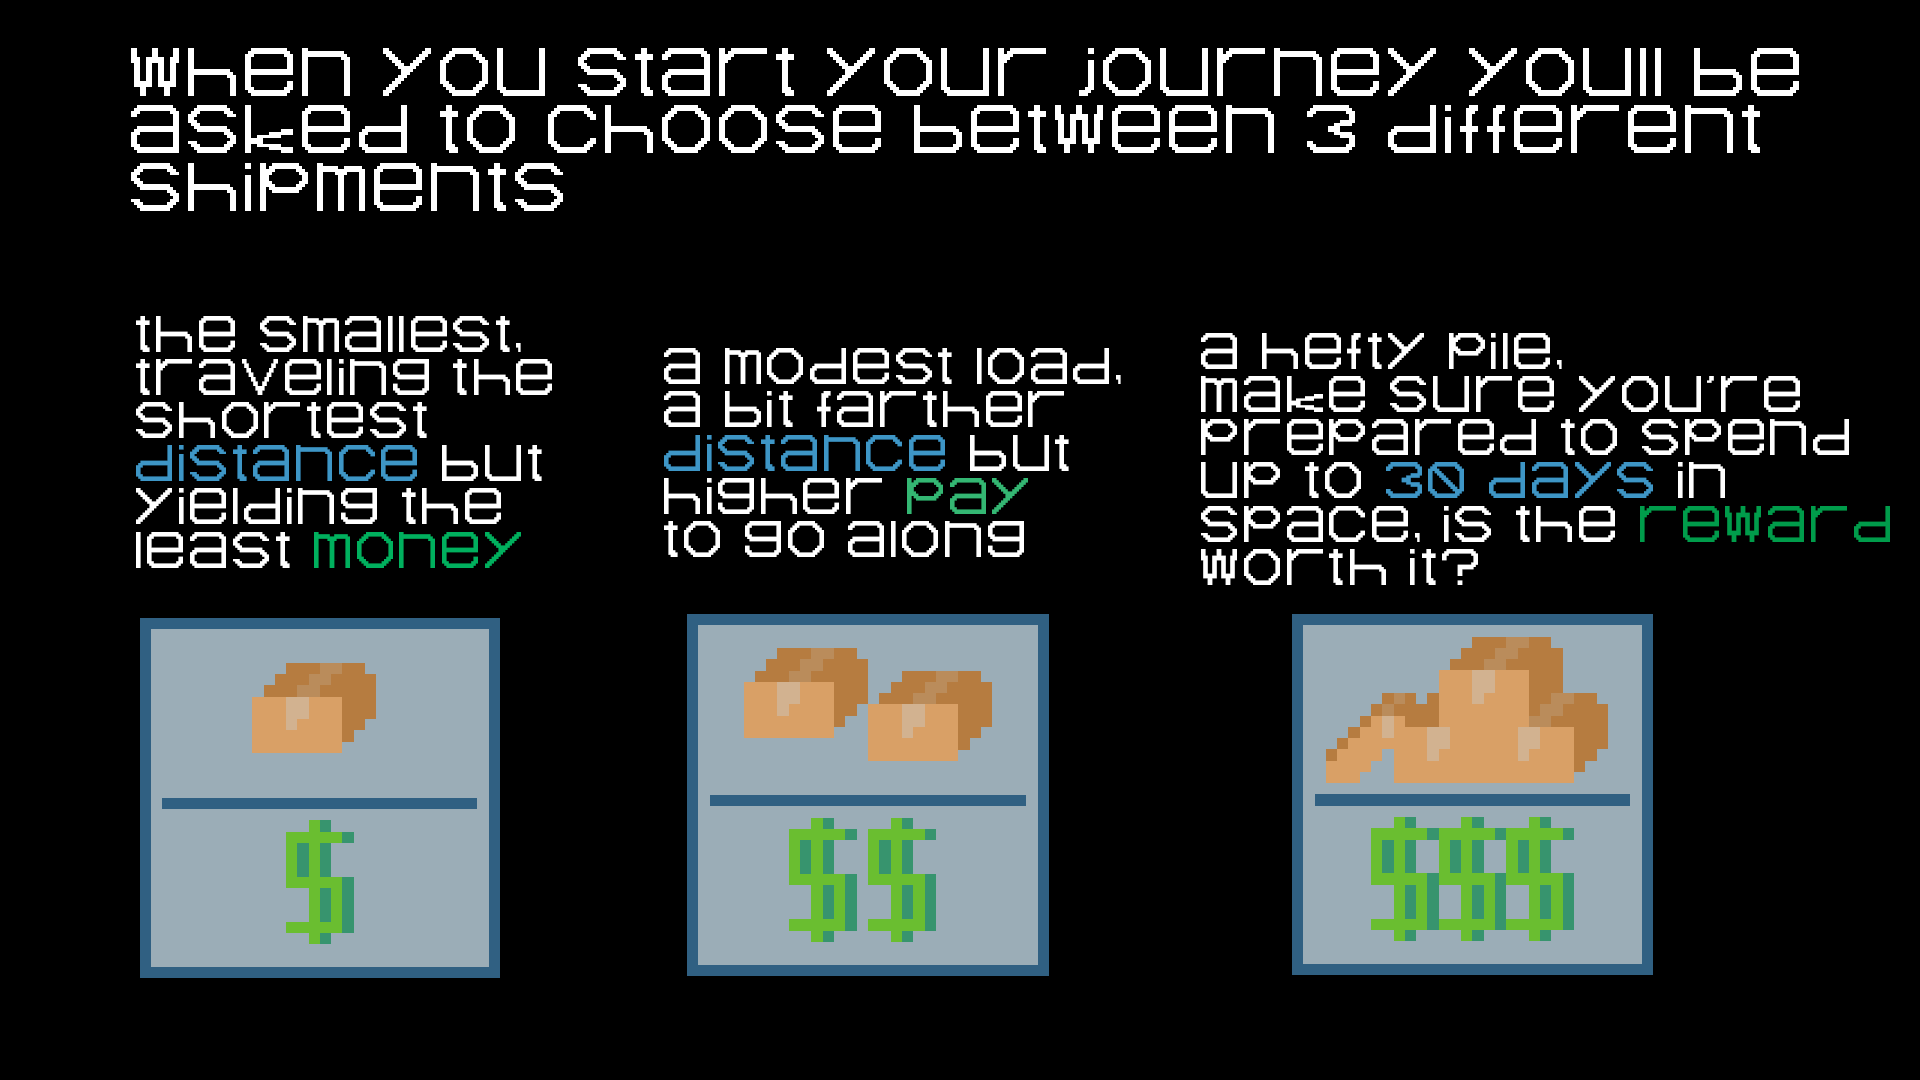 when you start your journey youll be
asked to choose between 3 different
shipments
the smallest,
traveling the
shortest
distance but
yielding the
least money
a modest load,
a bit farther
distance but
higher pay
to go along
a hefty pile,
make sure you're
prepared to spend
up to 30 days in
space, is the reward
worth it?
$
$$
$$$